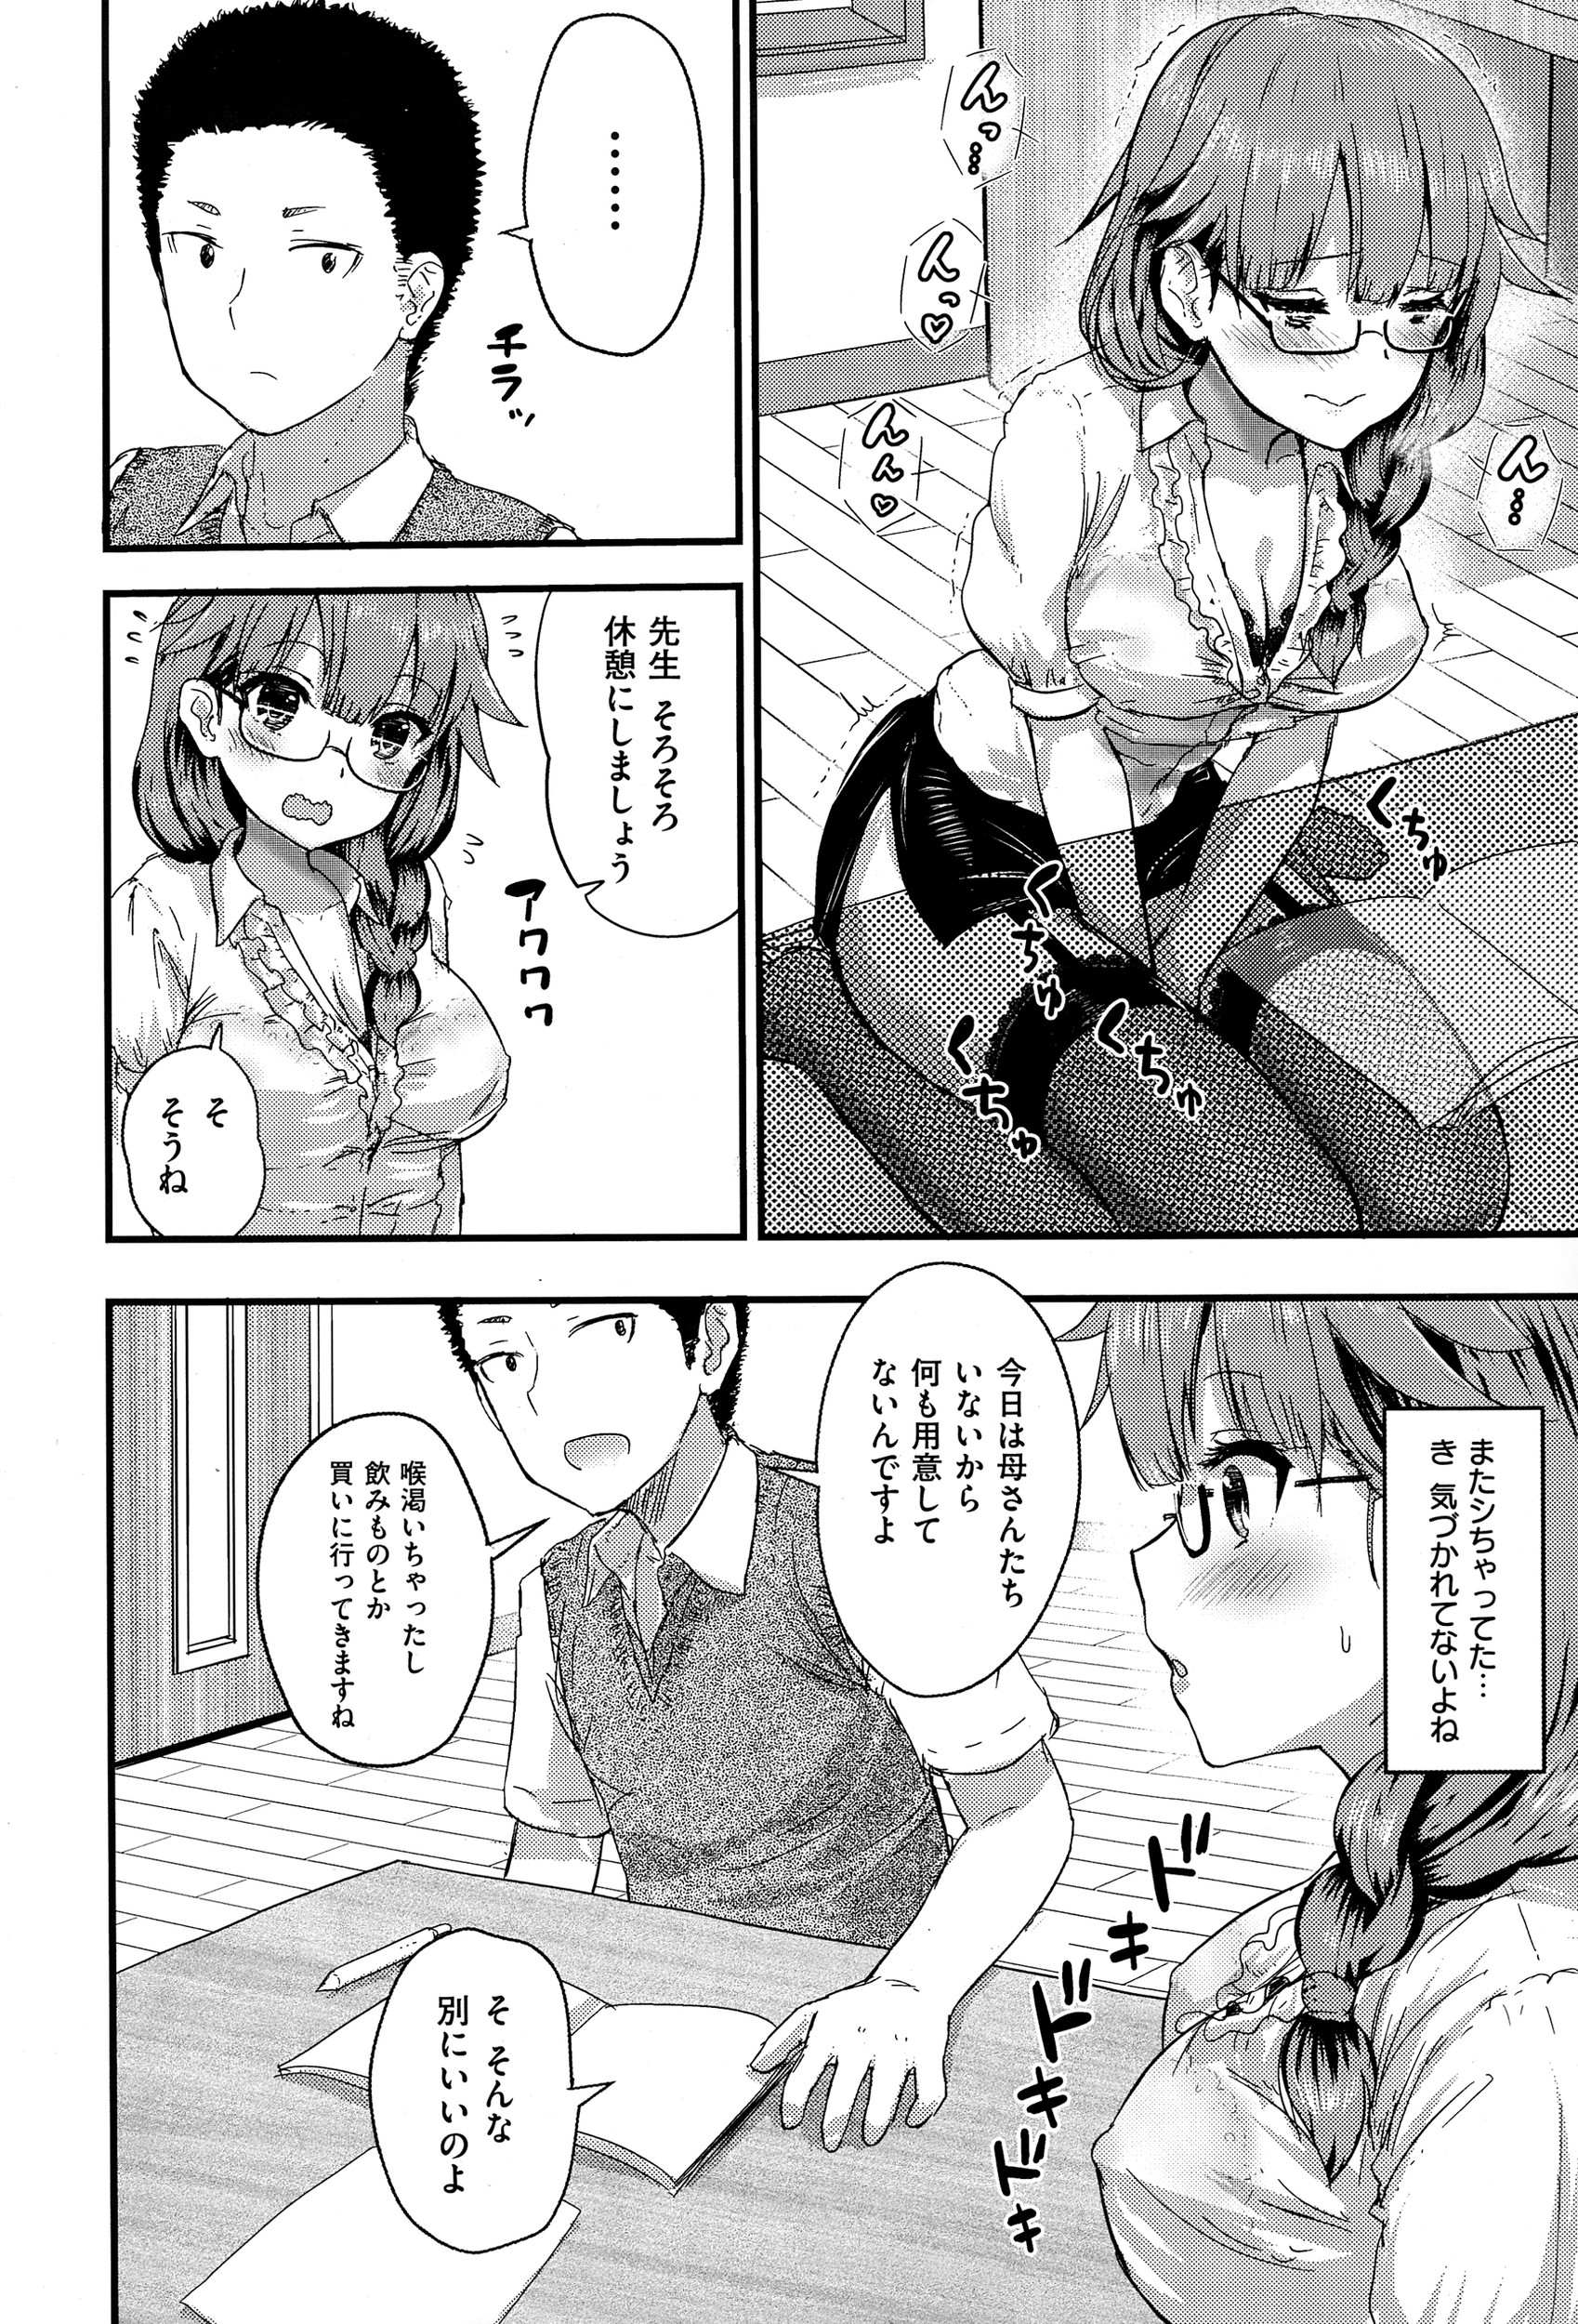 んっ…
んっ♡
んん♡
ん…
くちゅ
くちゅ
くちゅ
くちゅ
………
チラッ
先生 そろそろ
休憩にしましょう
アワワワ
そ
そうね
またシちゃってた…
き 気づかれてないよね
今日は母さんたち
いないから
何も用意して
ないんですよ
喉渇いちゃったし
飲みものとか
買いに行ってきますね
ドキ
ドキ
ドキ
そ そんな
別にいいのよ